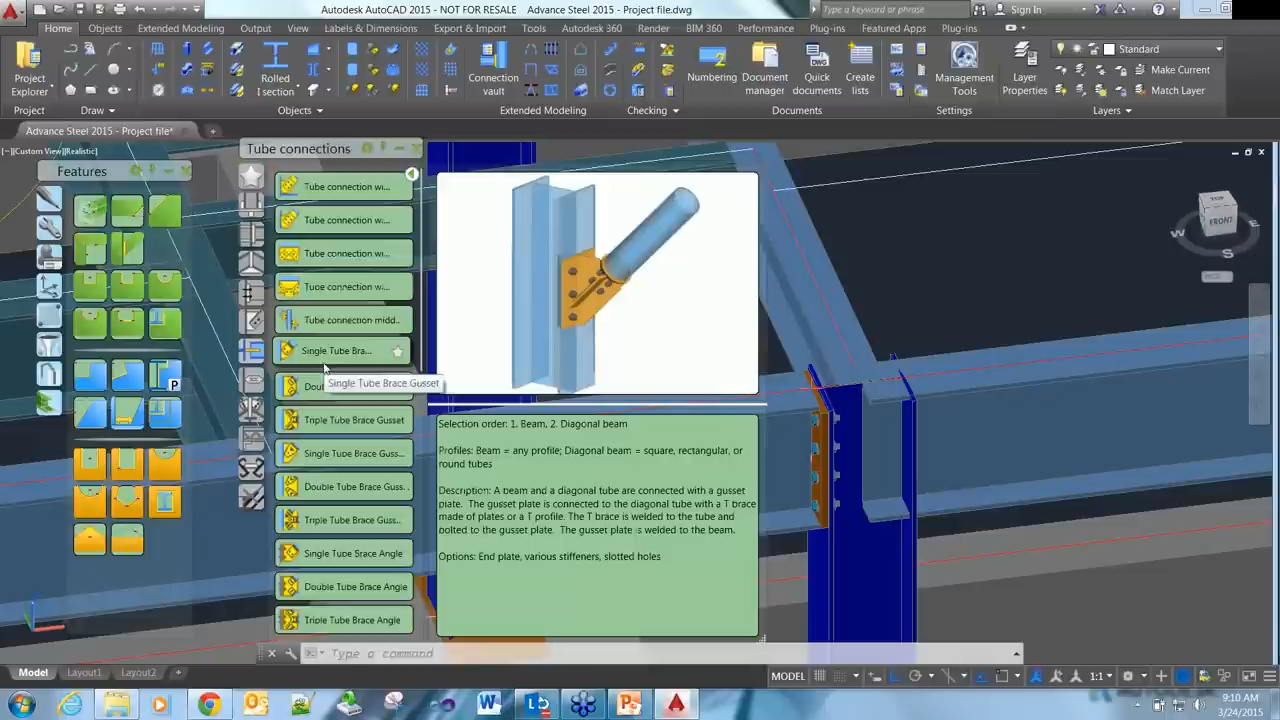 Autodesk AutoCAD 2015 - NOT FOR RESALE   Advance Steel 2015 - Project file.dwg
Type a keyword or phrase
Sign In
Home   Objects   Extended Modeling   Output   View   Labels & Dimensions   Export & Import   Tools   Autodesk 360   Render   BIM 360   Performance   Plug-ins   Featured Apps   Plug-ins
Project Explorer
Rolled I section
Connection vault
Numbering
Document manager
Quick documents
Create lists
Management Tools
Layer Properties
Standard
Make Current
Match Layer
Project   Draw   Objects   Extended Modeling   Checking   Documents   Settings   Layers
Advance Steel 2015 - Project file*
[−][Custom View][Realistic]
Features
Tube connections
Tube connection wi...
Tube connection w...
Tube connection wi...
Tube connection wi...
Tube connection midd..
Single Tube Bra...
Dou
Single Tube Brace Gusset
Triple Tube Brace Gusset
Single Tube Brace Guss...
Double Tube Brace Gus...
Triple Tube Brace Guss...
Single Tube Brace Angle
Double Tube Brace Angle
Triple Tube Brace Angle
Selection order: 1. Beam, 2. Diagonal beam
Profiles: Beam = any profile; Diagonal beam = square, rectangular, or
round tubes
Description: A beam and a diagonal tube are connected with a gusset
plate. The gusset plate is connected to the diagonal tube with a T brace
made of plates or a T profile. The T brace is welded to the tube and
bolted to the gusset plate. The gusset plate is welded to the beam.
Options: End plate, various stiffeners, slotted holes
TOP
FRONT
W
E
S
WCS
Type a command
Model   Layout1   Layout2   +
MODEL
1:1
9:10 AM
3/24/2015